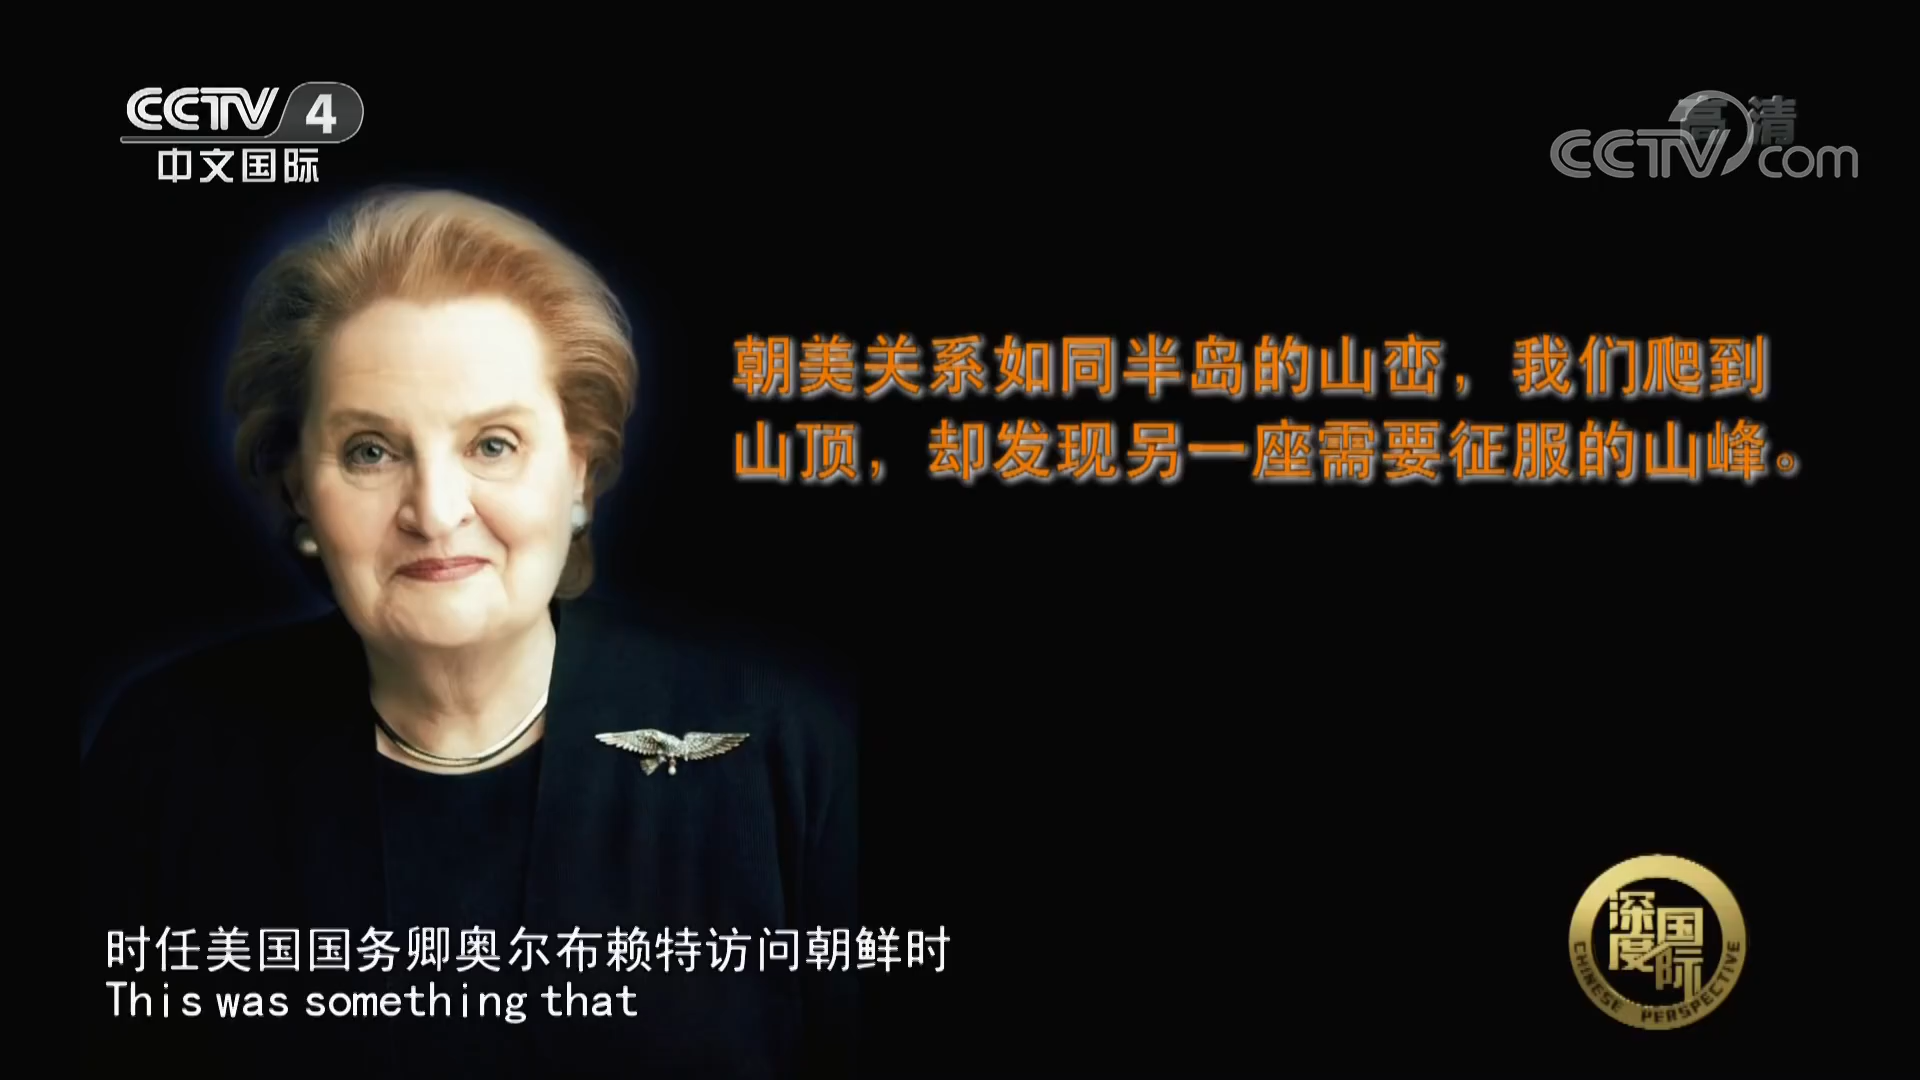 CCTV 4
中文国际
高清
CCTV com
朝美关系如同半岛的山峦，我们爬到
山顶，却发现另一座需要征服的山峰。
深度国际
CHINESE PERSPECTIVE
时任美国国务卿奥尔布赖特访问朝鲜时
This was something that